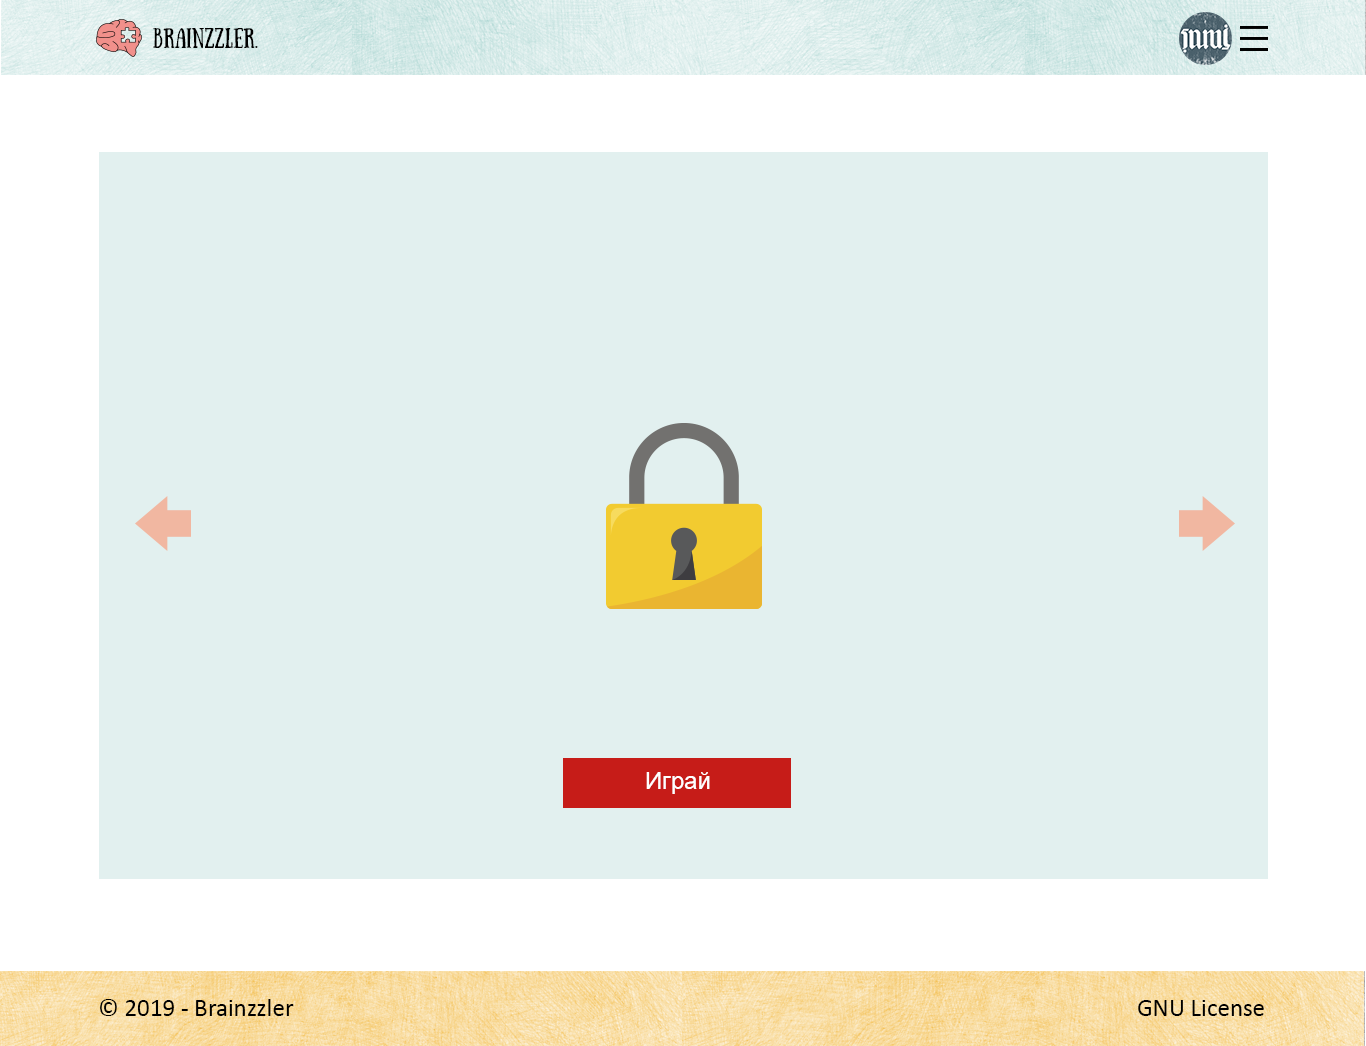 BRAINZZLER.
Играй
© 2019 - Brainzzler
GNU License